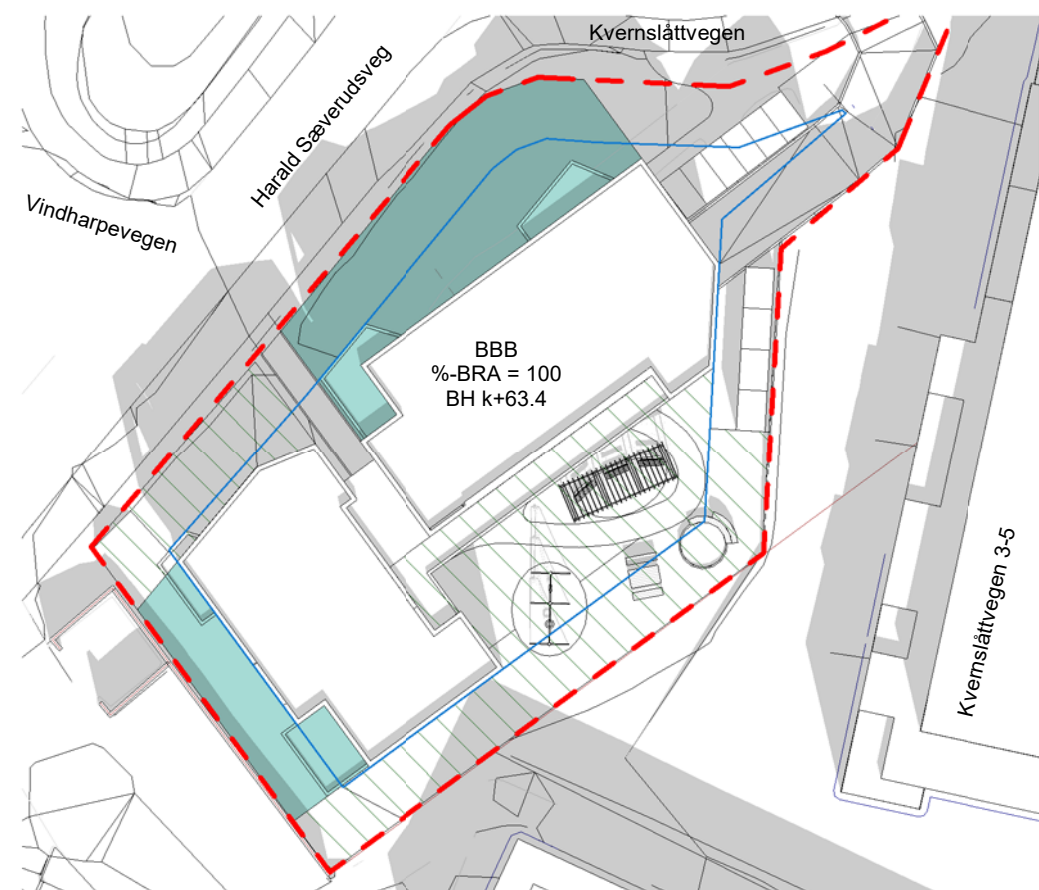 Kvernslåttvegen
Harald Sæverudsveg
Vindharpevegen
BBB
%-BRA = 100
BH k+63.4
Kvernslåttvegen 3-5